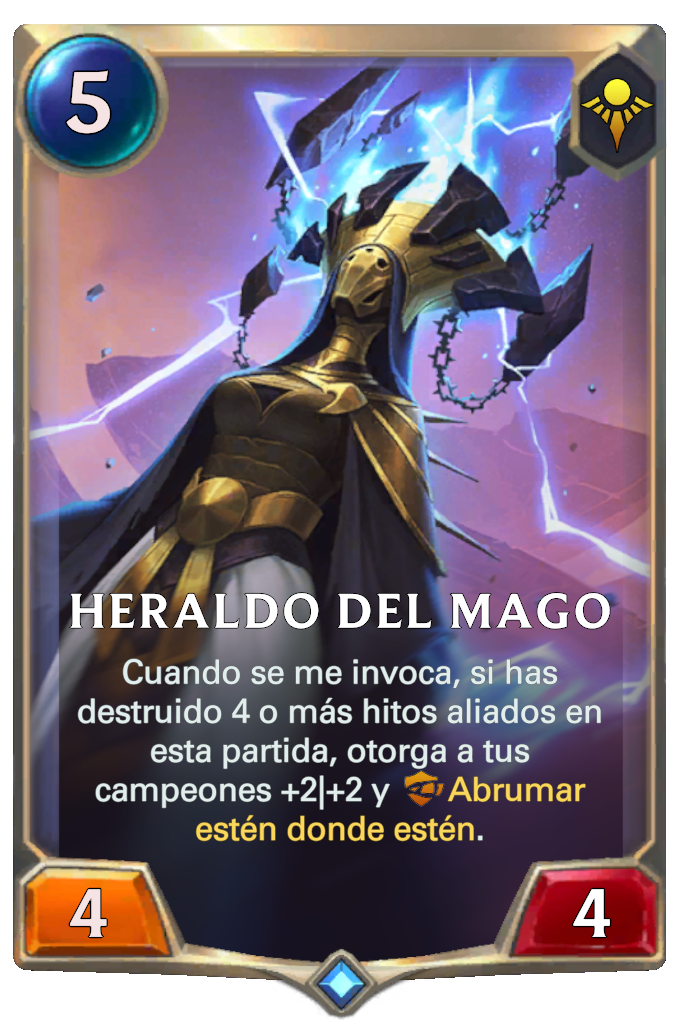 5
HERALDO DEL MAGO
Cuando se me invoca, si has
destruido 4 o más hitos aliados en
esta partida, otorga a tus
campeones +2|+2 y Abrumar
estén donde estén.
4
4